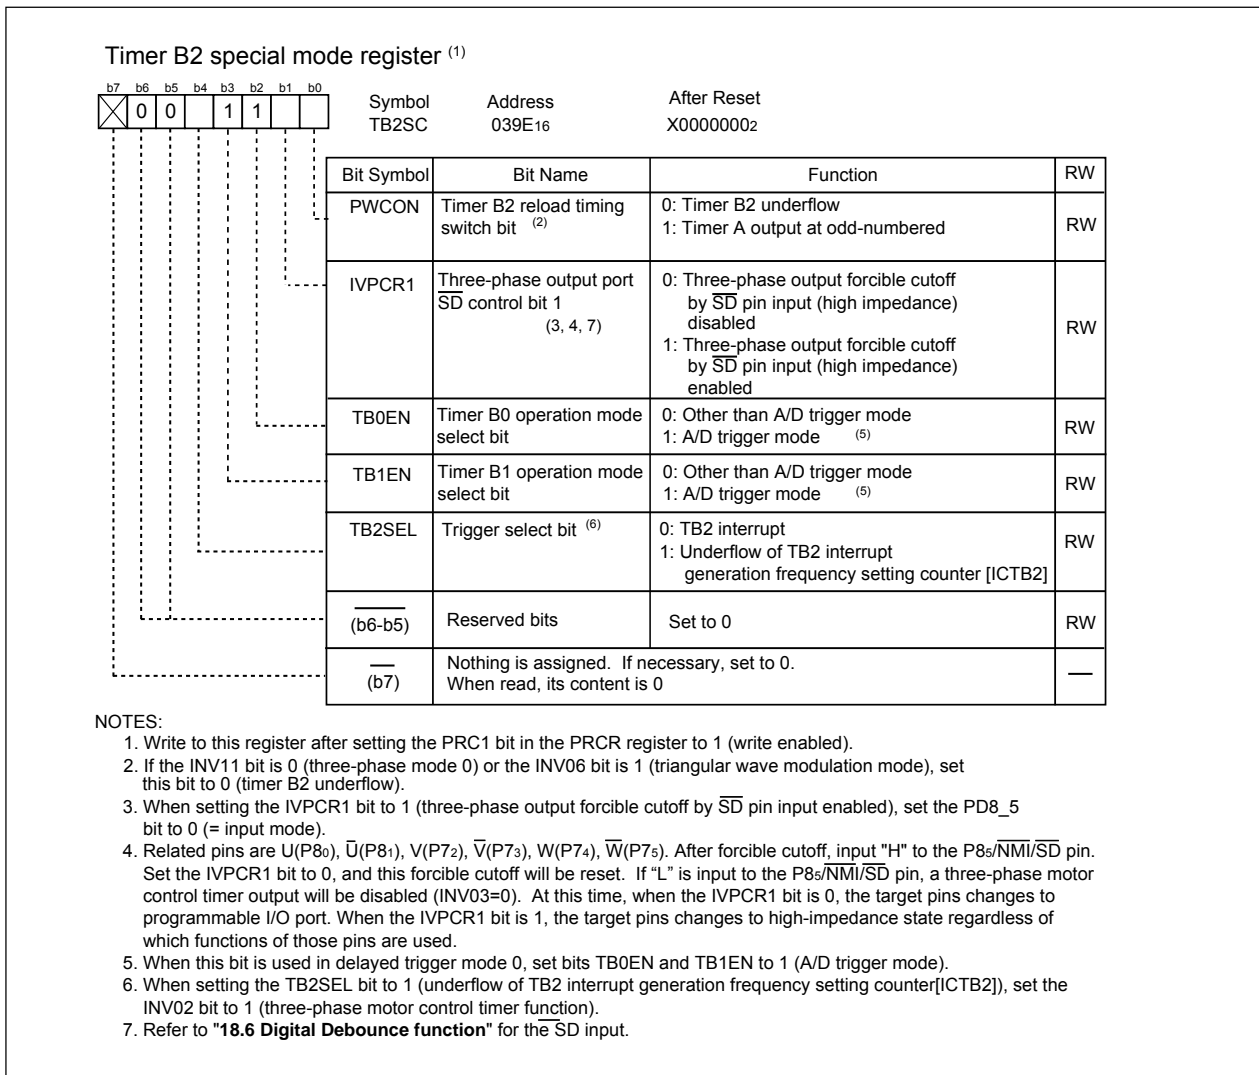 Timer B2 special mode register (1)
b7 b6 b5 b4 b3 b2 b1 b0
0 0 1 1
Symbol Address After Reset
TB2SC 039E16 X00000002
Bit Symbol Bit Name Function RW
PWCON Timer B2 reload timing switch bit (2) 0: Timer B2 underflow
1: Timer A output at odd-numbered RW
IVPCR1 Three-phase output port
SD control bit 1
(3, 4, 7)
0: Three-phase output forcible cutoff
by SD pin input (high impedance)
disabled
1: Three-phase output forcible cutoff
by SD pin input (high impedance)
enabled
RW
TB0EN Timer B0 operation mode
select bit
0: Other than A/D trigger mode
1: A/D trigger mode (5)
RW
TB1EN Timer B1 operation mode
select bit
0: Other than A/D trigger mode
1: A/D trigger mode (5)
RW
TB2SEL Trigger select bit (6)
0: TB2 interrupt
1: Underflow of TB2 interrupt
generation frequency setting counter [ICTB2]
RW
(b6-b5) Reserved bits Set to 0 RW
(b7) Nothing is assigned. If necessary, set to 0.
When read, its content is 0
—
NOTES:
1. Write to this register after setting the PRC1 bit in the PRCR register to 1 (write enabled).
2. If the INV11 bit is 0 (three-phase mode 0) or the INV06 bit is 1 (triangular wave modulation mode), set
this bit to 0 (timer B2 underflow).
3. When setting the IVPCR1 bit to 1 (three-phase output forcible cutoff by SD pin input enabled), set the PD8_5
bit to 0 (= input mode).
4. Related pins are U(P80), U̅(P81), V(P72), V̅(P73), W(P74), W̅(P75). After forcible cutoff, input "H" to the P85/NMI/SD pin.
Set the IVPCR1 bit to 0, and this forcible cutoff will be reset. If “L” is input to the P85/NMI/SD pin, a three-phase motor
control timer output will be disabled (INV03=0). At this time, when the IVPCR1 bit is 0, the target pins changes to
programmable I/O port. When the IVPCR1 bit is 1, the target pins changes to high-impedance state regardless of
which functions of those pins are used.
5. When this bit is used in delayed trigger mode 0, set bits TB0EN and TB1EN to 1 (A/D trigger mode).
6. When setting the TB2SEL bit to 1 (underflow of TB2 interrupt generation frequency setting counter[ICTB2]), set the
INV02 bit to 1 (three-phase motor control timer function).
7. Refer to "18.6 Digital Debounce function" for the SD input.